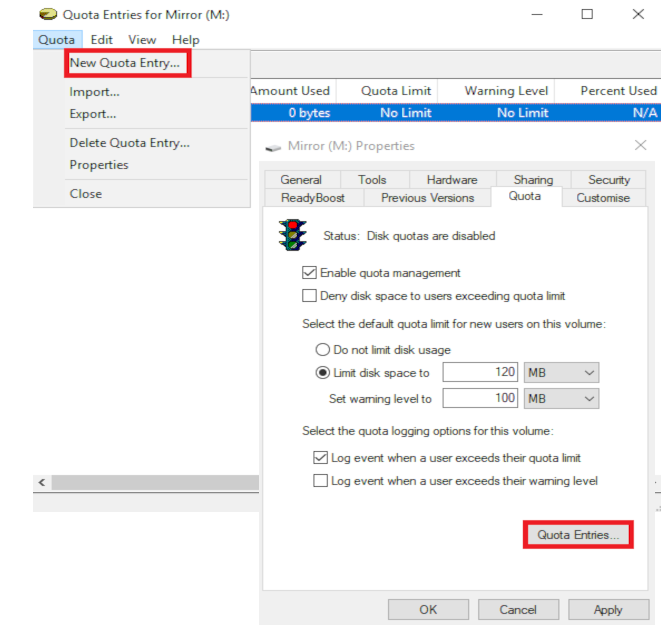 Quota Entries for Mirror (M:)
Quota Edit View Help
New Quota Entry...
Import...
Export...
Delete Quota Entry...
Properties
Close
Amount Used Quota Limit Warning Level Percent Used
0 bytes No Limit No Limit N/A
Mirror (M:) Properties
General Tools Hardware Sharing Security
ReadyBoost Previous Versions Quota Customise
Status: Disk quotas are disabled
Enable quota management
Deny disk space to users exceeding quota limit
Select the default quota limit for new users on this volume:
Do not limit disk usage
Limit disk space to 120 MB
Set warning level to 100 MB
Select the quota logging options for this volume:
Log event when a user exceeds their quota limit
Log event when a user exceeds their warning level
Quota Entries...
OK Cancel Apply